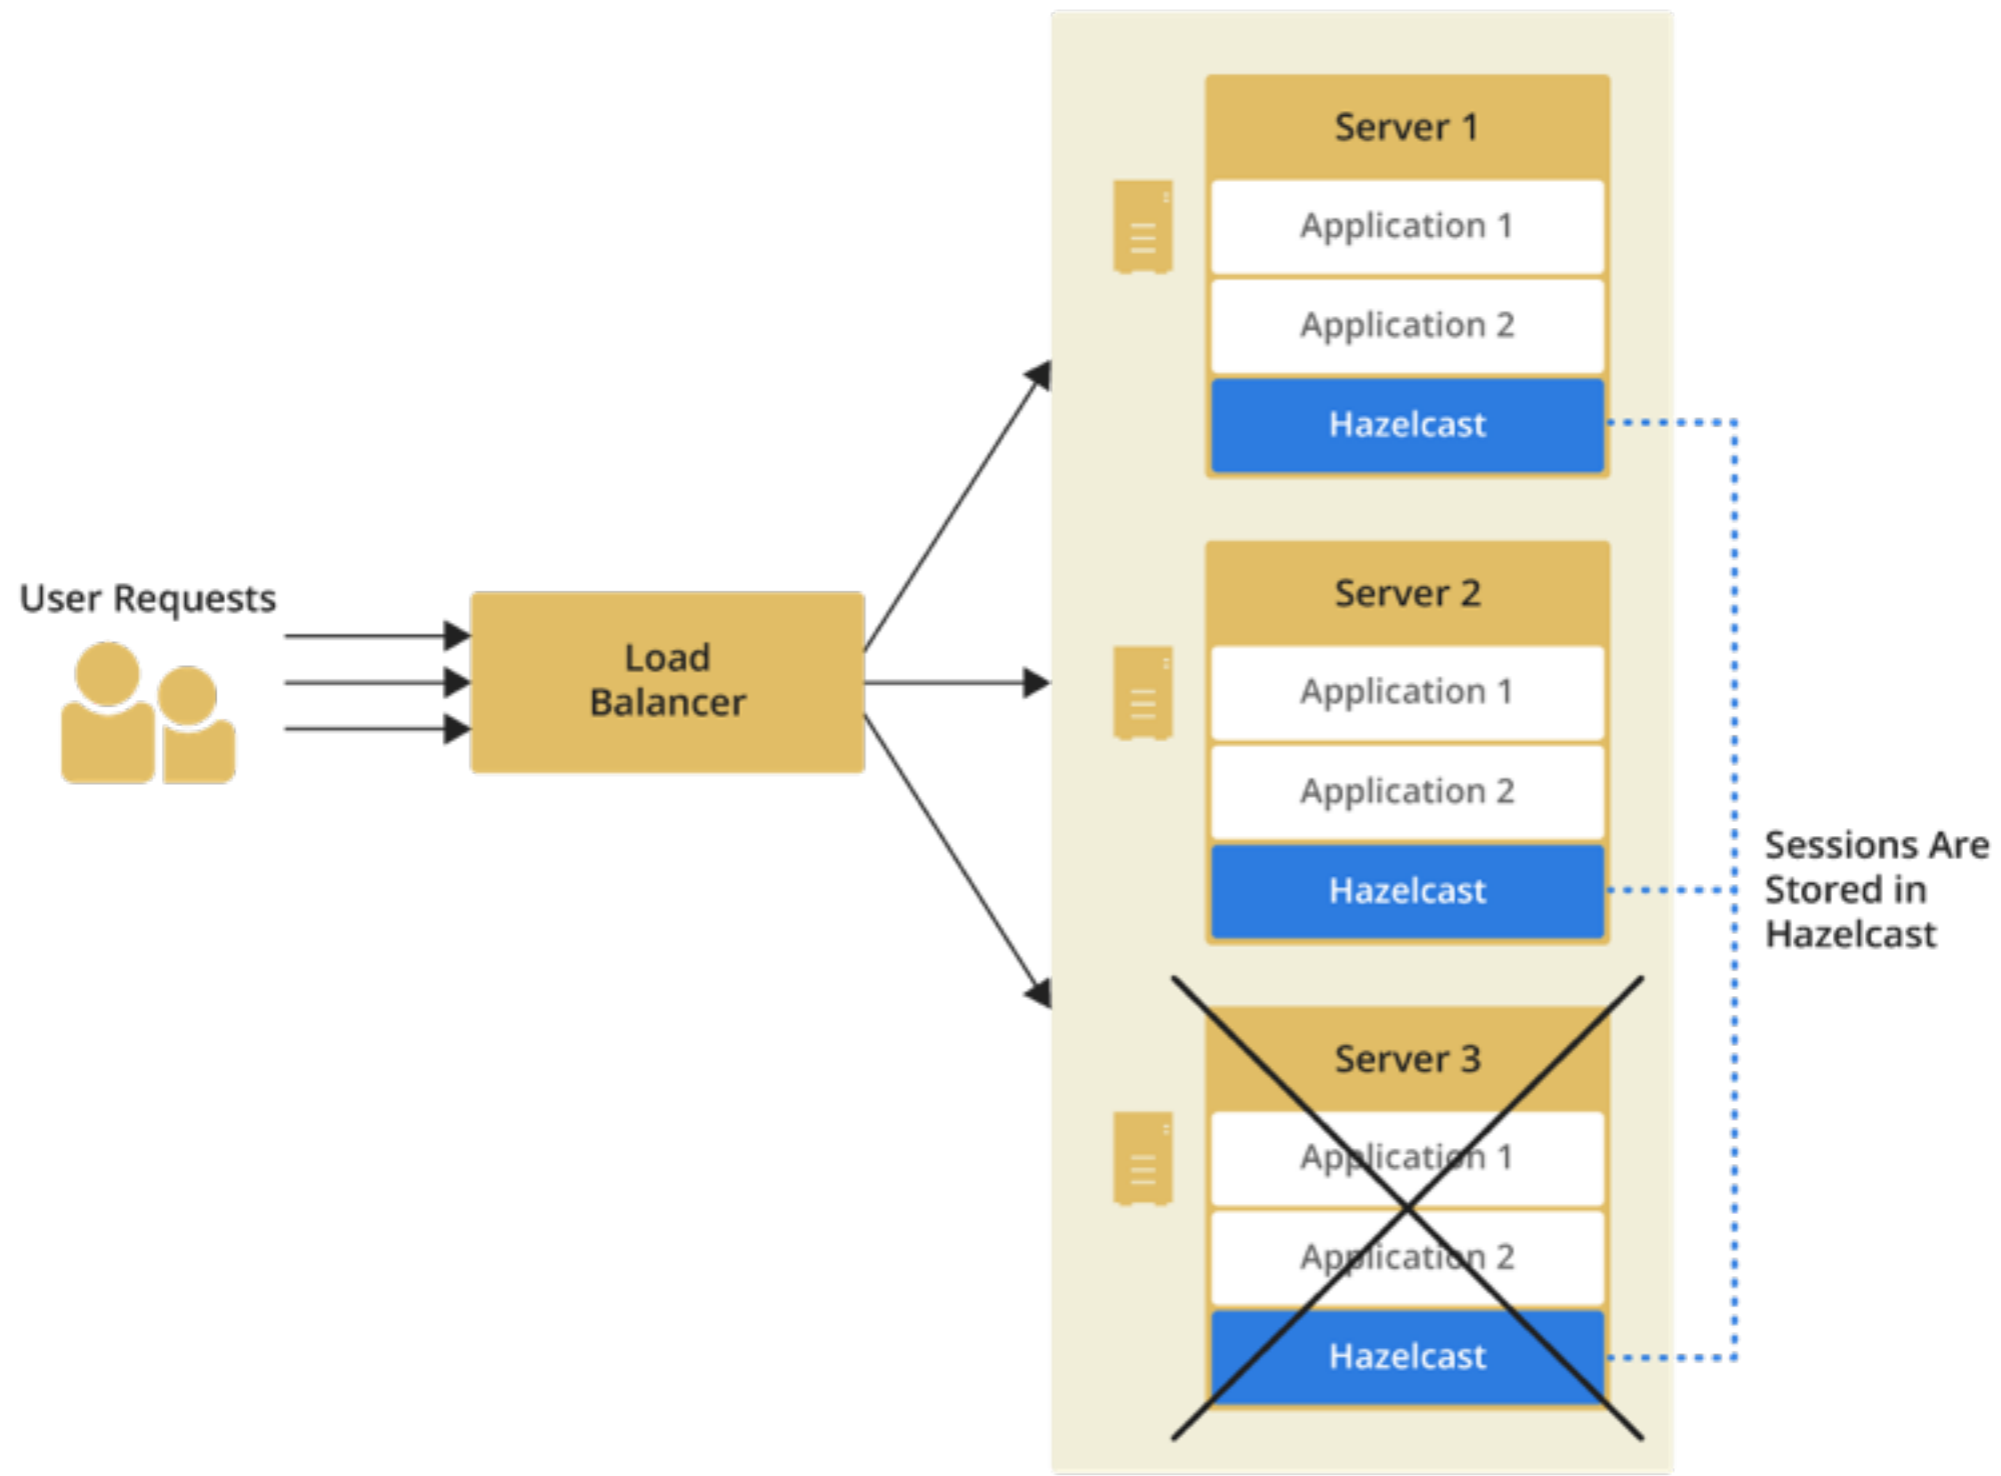 User Requests
Load
Balancer
Server 1
Application 1
Application 2
Hazelcast
Server 2
Application 1
Application 2
Hazelcast
Server 3
Application 1
Application 2
Hazelcast
Sessions Are
Stored in
Hazelcast